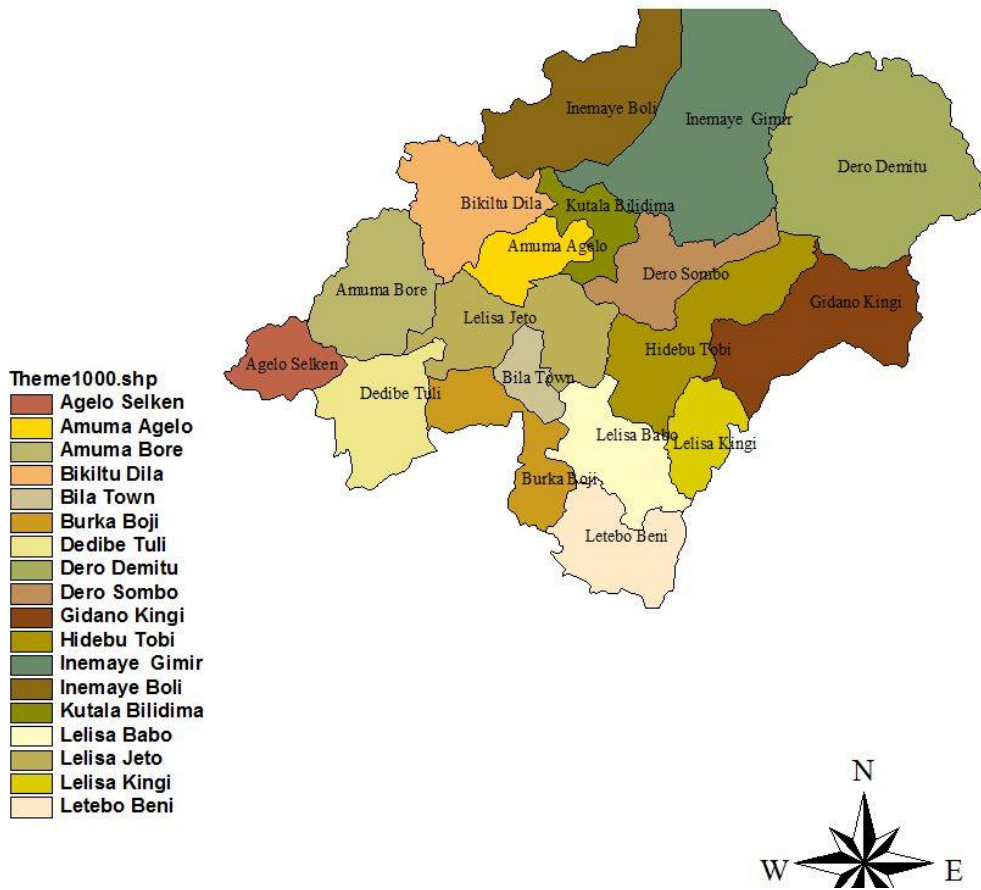 Inemaye Boli
Inemaye  Gimir
Dero Demitu
Bikiltu Dila
Kutala Bilidima
Amuma Agelo
Dero Sombo
Amuma Bore
Gidano Kingi
Lelisa Jeto
Hidebu Tobi
Agelo Selken
Bila Town
Dedibe Tuli
Lelisa Babo
Lelisa Kingi
Burka Boji
Letebo Beni
Theme1000.shp
Agelo Selken
Amuma Agelo
Amuma Bore
Bikiltu Dila
Bila Town
Burka Boji
Dedibe Tuli
Dero Demitu
Dero Sombo
Gidano Kingi
Hidebu Tobi
Inemaye  Gimir
Inemaye Boli
Kutala Bilidima
Lelisa Babo
Lelisa Jeto
Lelisa Kingi
Letebo Beni
N
W E